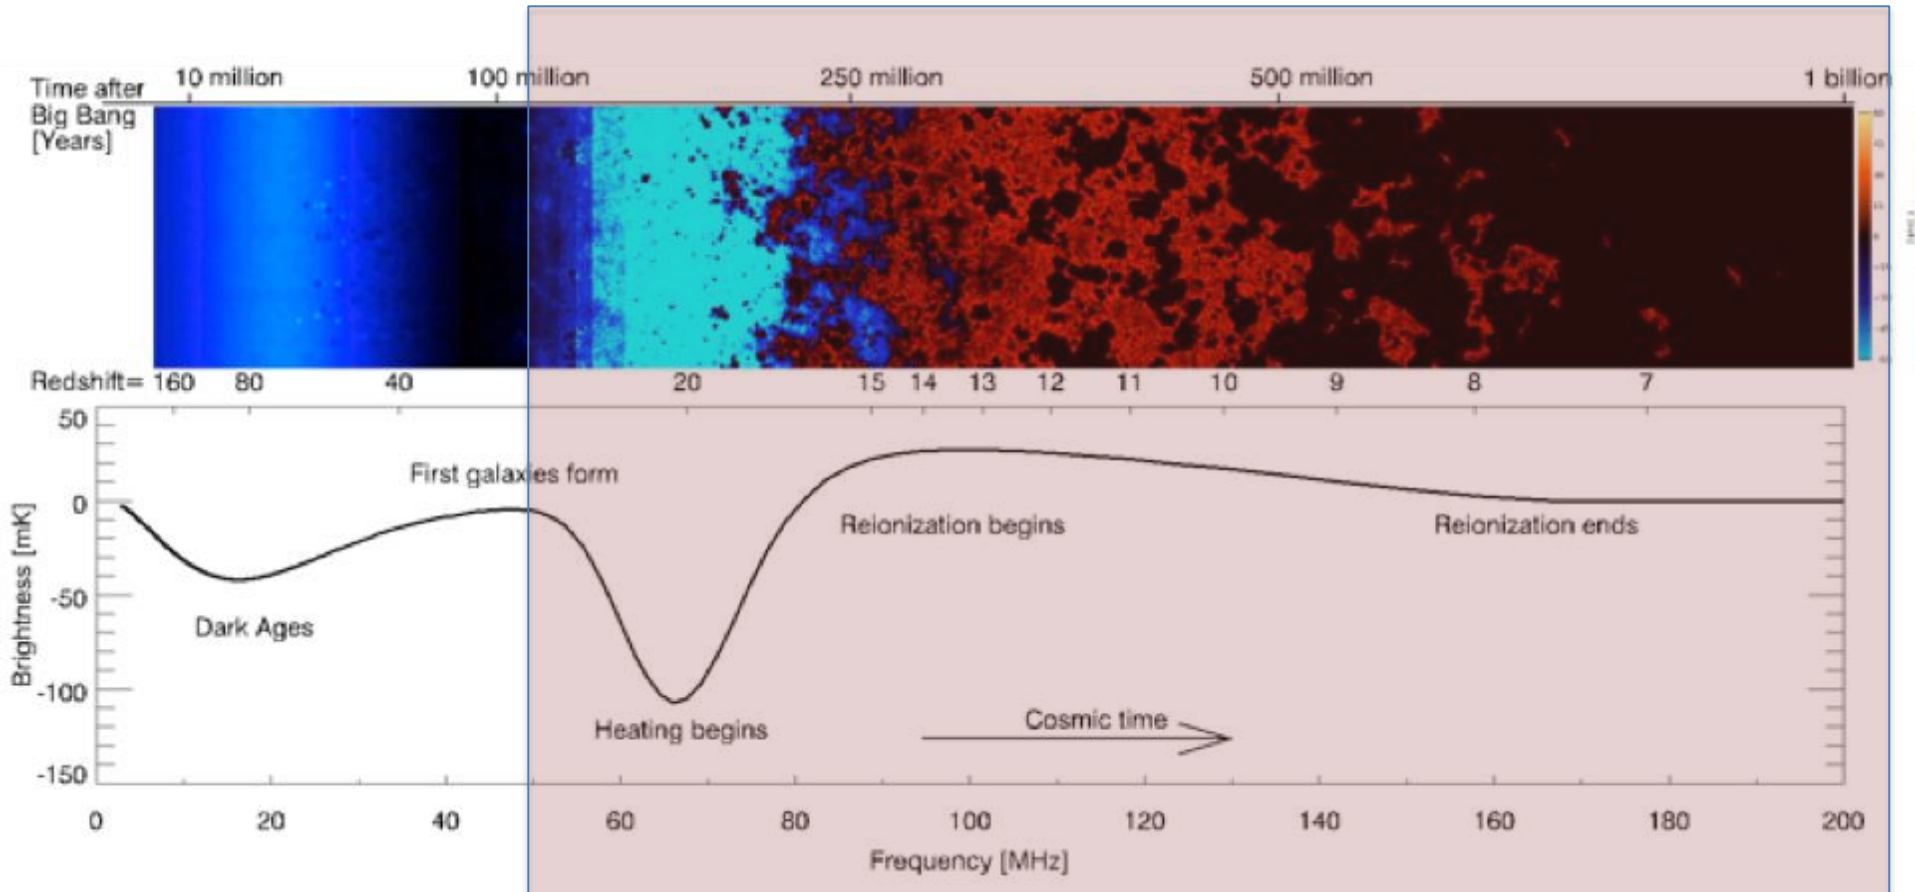 10 million 100 million 250 million 500 million 1 billion
Time after
Big Bang
[Years]
Redshift= 160 80 40 20 15 14 13 12 11 10 9 8 7
50
First galaxies form
0
Reionization begins Reionization ends
Brightness [mK]
-50
Dark Ages
-100
Heating begins
Cosmic time
-150
0 20 40 60 80 100 120 140 160 180 200
Frequency [MHz]